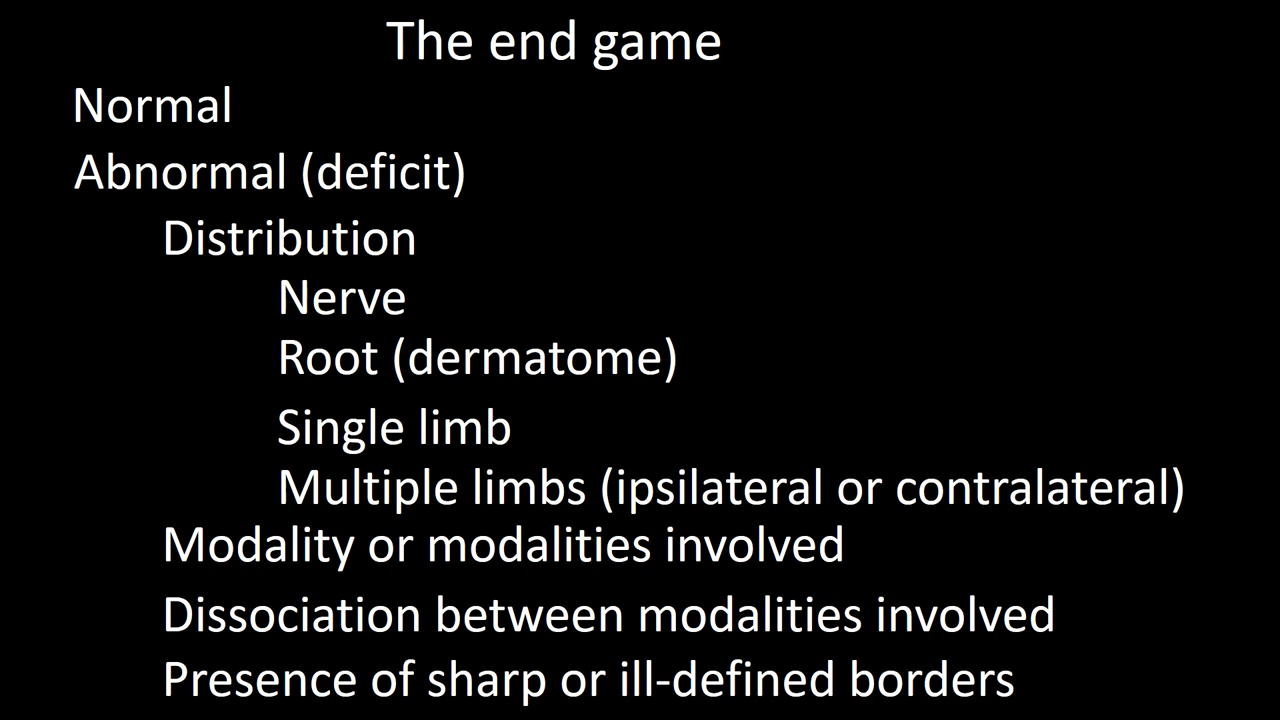 The end game
Normal
Abnormal (deficit)
Distribution
Nerve
Root (dermatome)
Single limb
Multiple limbs (ipsilateral or contralateral)
Modality or modalities involved
Dissociation between modalities involved
Presence of sharp or ill-defined borders